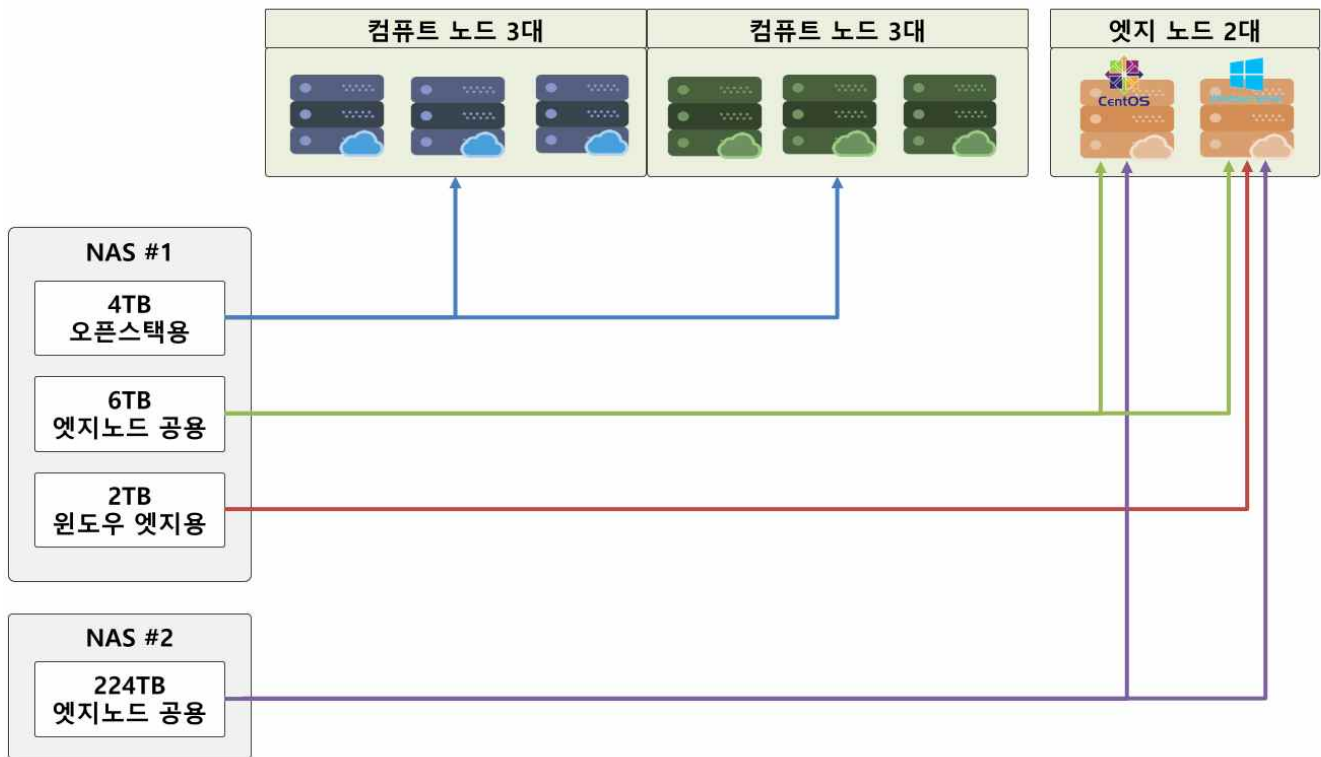 컴퓨트 노드 3대
컴퓨트 노드 3대
엣지 노드 2대
CentOS
NAS #1
4TB
오픈스택용
6TB
엣지노드 공용
2TB
윈도우 엣지용
NAS #2
224TB
엣지노드 공용